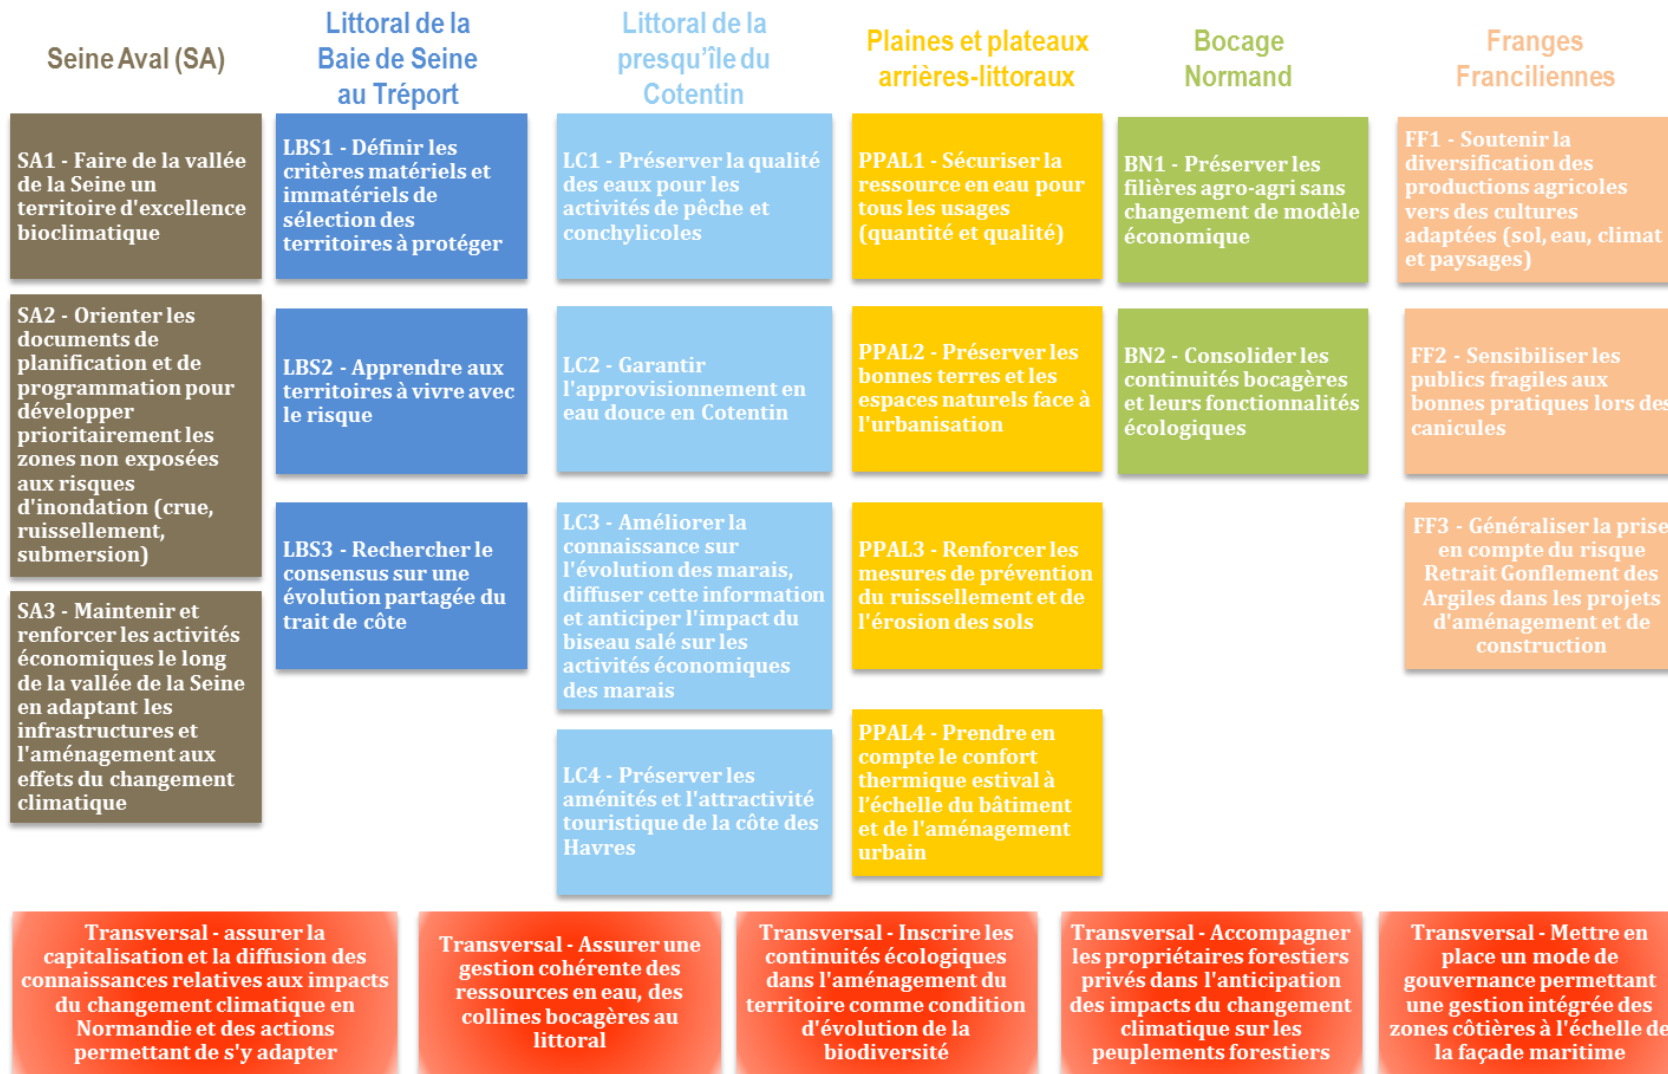 Seine Aval (SA)
Littoral de la
Baie de Seine
au Tréport
Littoral de la
presqu'île du
Cotentin
Plaines et plateaux
arrières-littoraux
Bocage
Normand
Franges
Franciliennes
SA1 - Faire de la vallée
de la Seine un
territoire d'excellence
bioclimatique
SA2 - Orienter les
documents de
planification et de
programmation pour
développer
prioritairement les
zones non exposées
aux risques
d'inondation (crue,
ruissellement,
submersion)
SA3 - Maintenir et
renforcer les activités
économiques le long
de la vallée de la Seine
en adaptant les
infrastructures et
l'aménagement aux
effets du changement
climatique
LBS1 - Définir les
critères matériels et
immatériels de
sélection des
territoires à protéger
LBS2 - Apprendre aux
territoires à vivre avec
le risque
LBS3 - Rechercher le
consensus sur une
évolution partagée du
trait de côte
LC1 - Préserver la qualité
des eaux pour les
activités de pêche et
conchylicoles
LC2 - Garantir
l'approvisionnement en
eau douce en Cotentin
LC3 - Améliorer la
connaissance sur
l'évolution des marais,
diffuser cette information
et anticiper l'impact du
biseau salé sur les
activités économiques
des marais
LC4 - Préserver les
aménités et l'attractivité
touristique de la côte des
Havres
PPAL1 - Sécuriser la
ressource en eau pour
tous les usages
(quantité et qualité)
PPAL2 - Préserver les
bonnes terres et les
espaces naturels face à
l'urbanisation
PPAL3 - Renforcer les
mesures de prévention
du ruissellement et de
l'érosion des sols
PPAL4 - Prendre en
compte le confort
thermique estival à
l'échelle du bâtiment
et de l'aménagement
urbain
BN1 - Préserver les
filières agro-agri sans
changement de modèle
économique
BN2 - Consolider les
continuités bocagères
et leurs fonctionnalités
écologiques
FF1 - Soutenir la
diversification des
productions agricoles
vers des cultures
adaptées (sol, eau, climat
et paysages)
FF2 - Sensibiliser les
publics fragiles aux
bonnes pratiques lors des
canicules
FF3 - Généraliser la prise
en compte du risque
Retrait Gonflement des
Argiles dans les projets
d'aménagement et de
construction
Transversal - assurer la
capitalisation et la diffusion des
connaissances relatives aux impacts
du changement climatique en
Normandie et des actions
permettant de s'y adapter
Transversal - Assurer une
gestion cohérente des
ressources en eau, des
collines bocagères au
littoral
Transversal - Inscrire les
continuités écologiques
dans l'aménagement du
territoire comme condition
d'évolution de la
biodiversité
Transversal - Accompagner
les propriétaires forestiers
privés dans l'anticipation
des impacts du changement
climatique sur les
peuplements forestiers
Transversal - Mettre en
place un mode de
gouvernance permettant
une gestion intégrée des
zones côtières à l'échelle de
la façade maritime